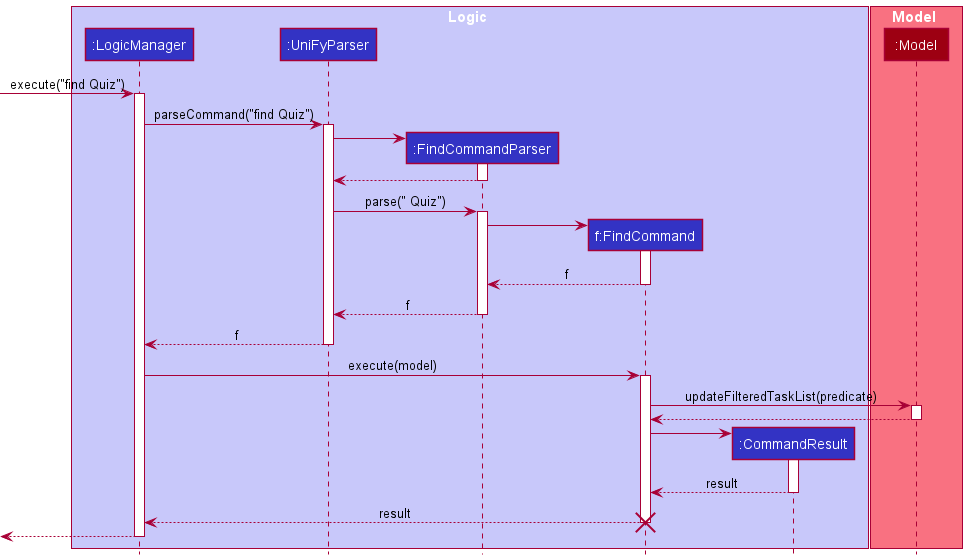 Logic
Model
:LogicManager
:UniFyParser
:Model
execute("find Quiz")
parseCommand("find Quiz")
:FindCommandParser
parse(" Quiz")
f:FindCommand
f
f
f
execute(model)
updateFilteredTaskList(predicate)
:CommandResult
result
result